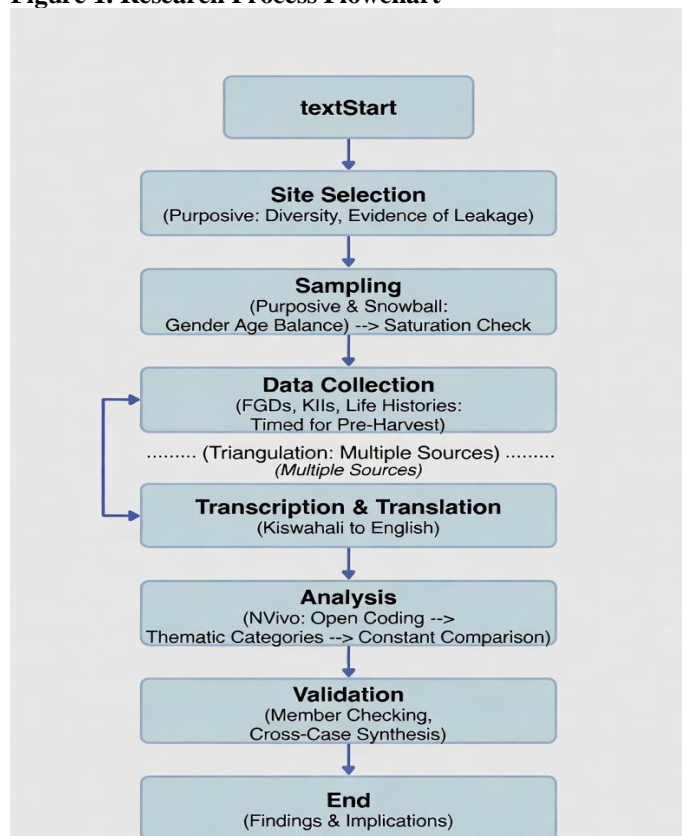 Figure 1: Research Process Flowchart
textStart
Site Selection
(Purposive: Diversity, Evidence of Leakage)
Sampling
(Purposive & Snowball:
Gender Age Balance) --> Saturation Check
Data Collection
(FGDs, KIIs, Life Histories:
Timed for Pre-Harvest)
......... (Triangulation: Multiple Sources) .........
(Multiple Sources)
Transcription & Translation
(Kiswahali to English)
Analysis
(NVivo: Open Coding -->
Thematic Categories --> Constant Comparison)
Validation
(Member Checking,
Cross-Case Synthesis)
End
(Findings & Implications)